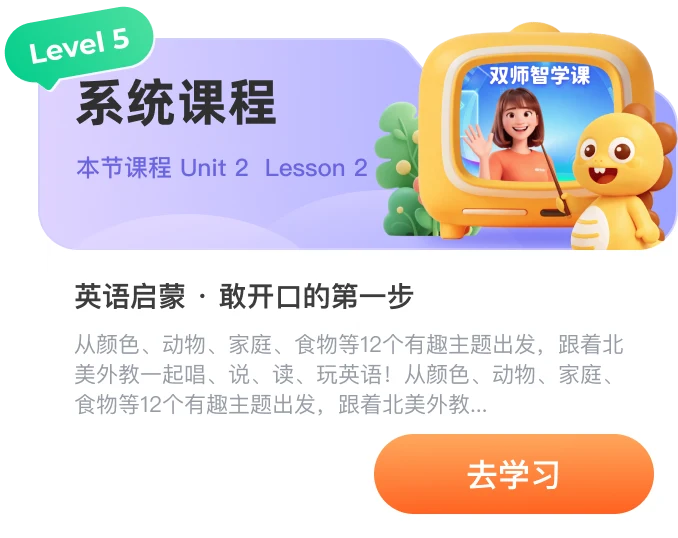 Level 5
系统课程
本节课程 Unit 2 Lesson 2
双师智学课
英语启蒙 · 敢开口的第一步
从颜色、动物、家庭、食物等12个有趣主题出发，跟着北
美外教一起唱、说、读、玩英语！从颜色、动物、家庭、
食物等12个有趣主题出发，跟着北美外教...
去学习